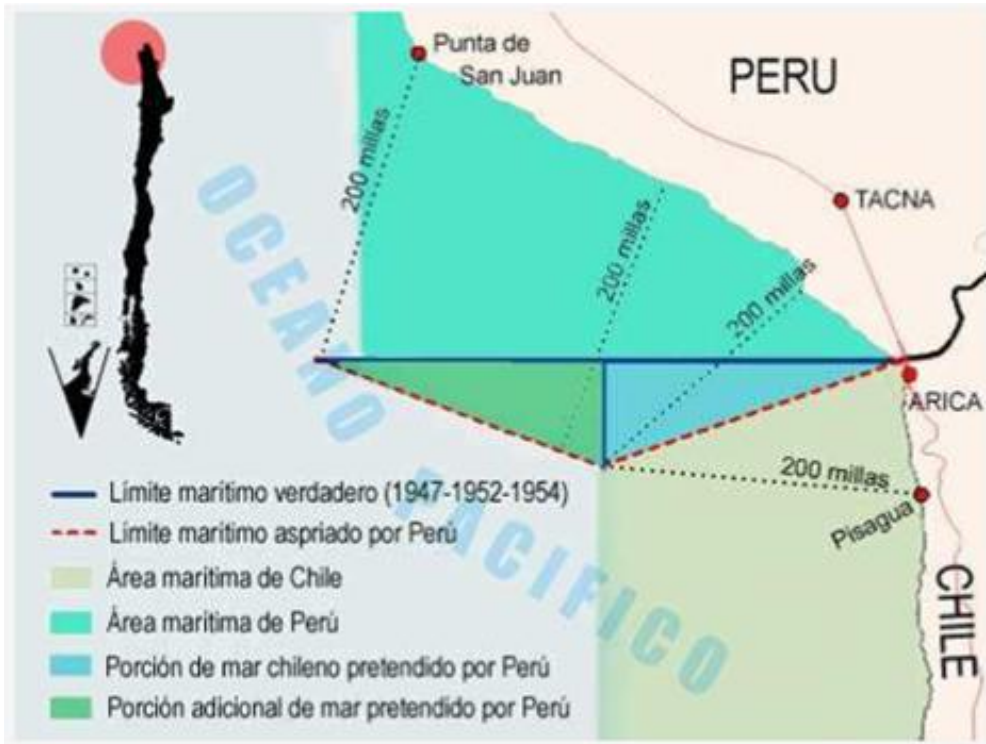 Punta de
San Juan
PERU
200 millas
OCEANO
200 millas
TACNA
200 millas
ARICA
200 millas
Pisagua
PACIFICO
CHILE
Límite marítimo verdadero (1947-1952-1954)
Límite marítimo aspriado por Perú
Área marítima de Chile
Área marítima de Perú
Porción de mar chileno pretendido por Perú
Porción adicional de mar pretendido por Perú